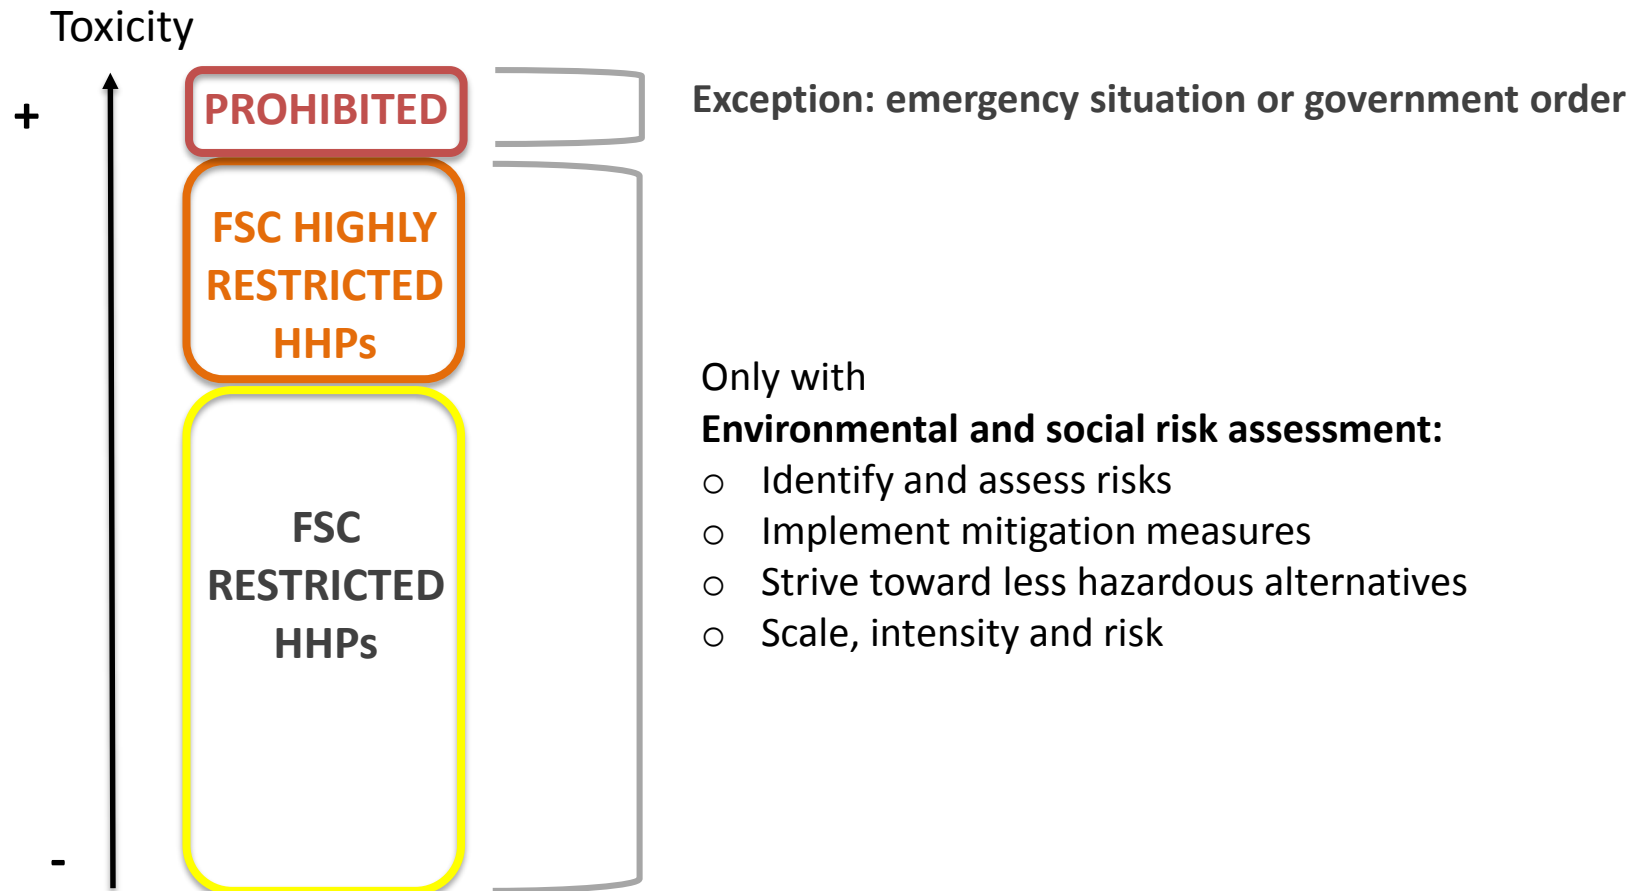 Toxicity
+
PROHIBITED
Exception: emergency situation or government order
FSC HIGHLY
RESTRICTED
HHPs
Only with
Environmental and social risk assessment:
o Identify and assess risks
o Implement mitigation measures
o Strive toward less hazardous alternatives
o Scale, intensity and risk
FSC
RESTRICTED
HHPs
-